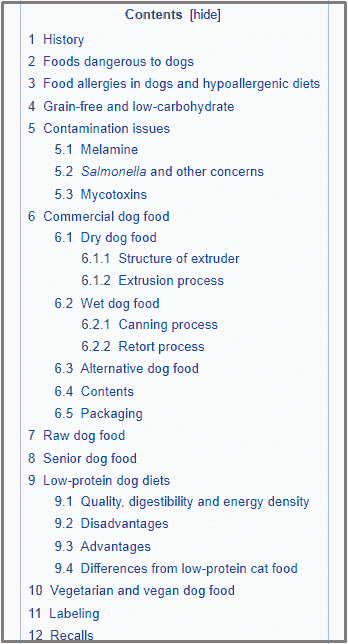 Contents [hide]
1 History
2 Foods dangerous to dogs
3 Food allergies in dogs and hypoallergenic diets
4 Grain-free and low-carbohydrate
5 Contamination issues
5.1 Melamine
5.2 Salmonella and other concerns
5.3 Mycotoxins
6 Commercial dog food
6.1 Dry dog food
6.1.1 Structure of extruder
6.1.2 Extrusion process
6.2 Wet dog food
6.2.1 Canning process
6.2.2 Retort process
6.3 Alternative dog food
6.4 Contents
6.5 Packaging
7 Raw dog food
8 Senior dog food
9 Low-protein dog diets
9.1 Quality, digestibility and energy density
9.2 Disadvantages
9.3 Advantages
9.4 Differences from low-protein cat food
10 Vegetarian and vegan dog food
11 Labeling
12 Recalls